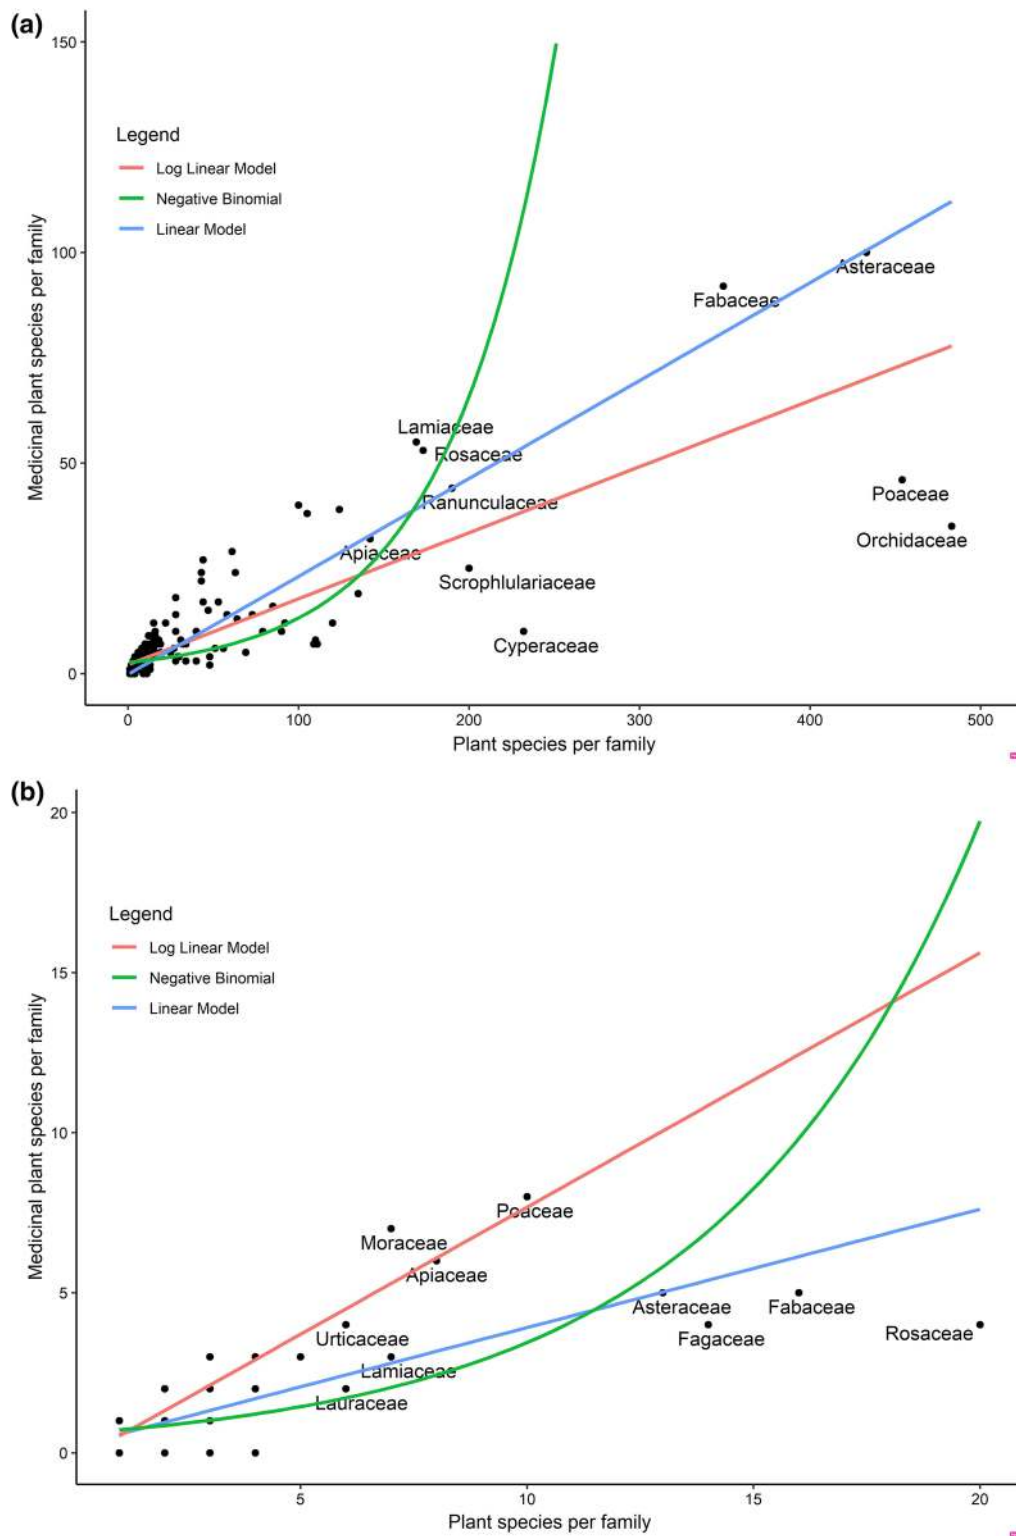 (a)
150
Legend
Log Linear Model
Negative Binomial
Linear Model
100
Asteraceae
Fabaceae
Medicinal plant species per family
Lamiaceae
Rosaceae
50
Ranunculaceae
Poaceae
Orchidaceae
Apiaceae
Scrophlulariaceae
Cyperaceae
0
0 100 200 300 400 500
Plant species per family
(b)
20
Legend
Log Linear Model
Negative Binomial
Linear Model
15
Medicinal plant species per family
10
Poaceae
Moraceae
Apiaceae
5
Asteraceae Fabaceae
Urticaceae Fagaceae Rosaceae
Lamiaceae
Lauraceae
0
5 10 15 20
Plant species per family